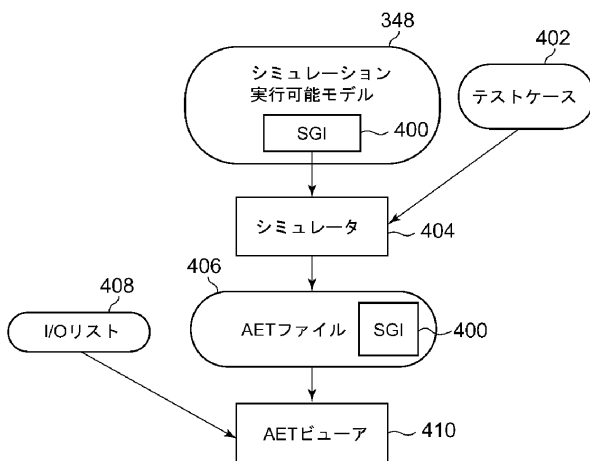 348
402
シミュレーション
実行可能モデル
テストケース
SGI
400
シミュレータ
404
406
408
I/Oリスト
AETファイル
SGI
400
AETビューア
410